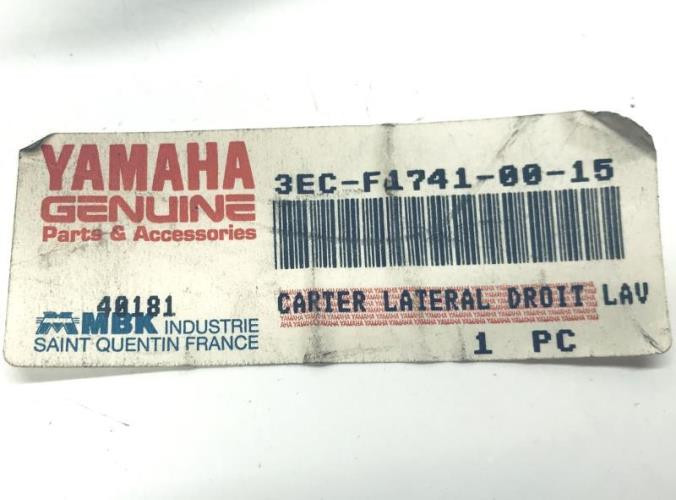 YAMAHA
GENUINE
Parts & Accessories
40181
MBK INDUSTRIE
SAINT QUENTIN FRANCE
3EC-F1741-00-15
CARTER LATERAL DROIT LAV
1 PC